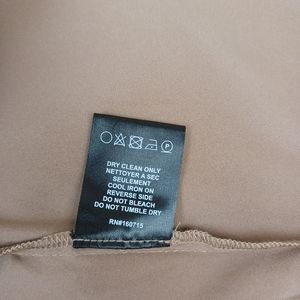 DRY CLEAN ONLY
NETTOYER A SEC
SEULEMENT
COOL IRON ON
REVERSE SIDE
DO NOT BLEACH
DO NOT TUMBLE DRY
RN#160715